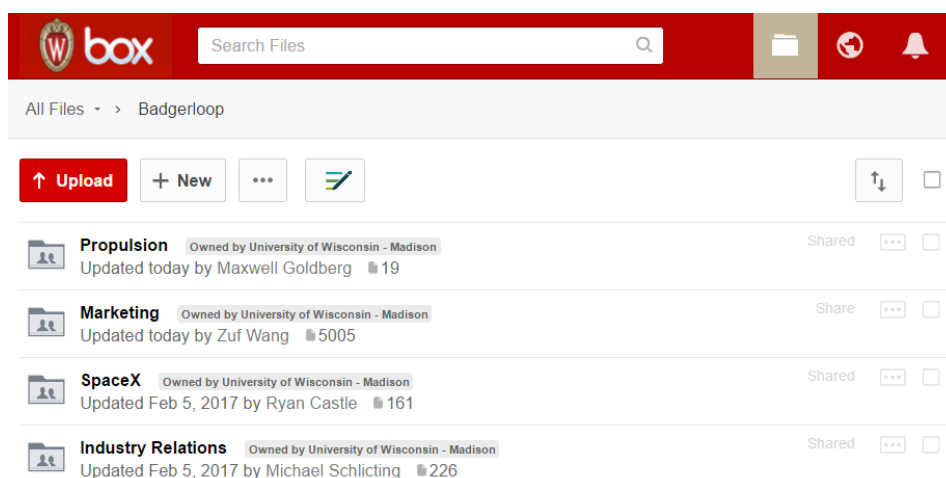 W box Search Files
All Files > Badgerloop
Upload + New
Propulsion Owned by University of Wisconsin - Madison Shared
Updated today by Maxwell Goldberg 19
Marketing Owned by University of Wisconsin - Madison Share
Updated today by Zuf Wang 5005
SpaceX Owned by University of Wisconsin - Madison Shared
Updated Feb 5, 2017 by Ryan Castle 161
Industry Relations Owned by University of Wisconsin - Madison Shared
Updated Feb 5, 2017 by Michael Schlicting 226